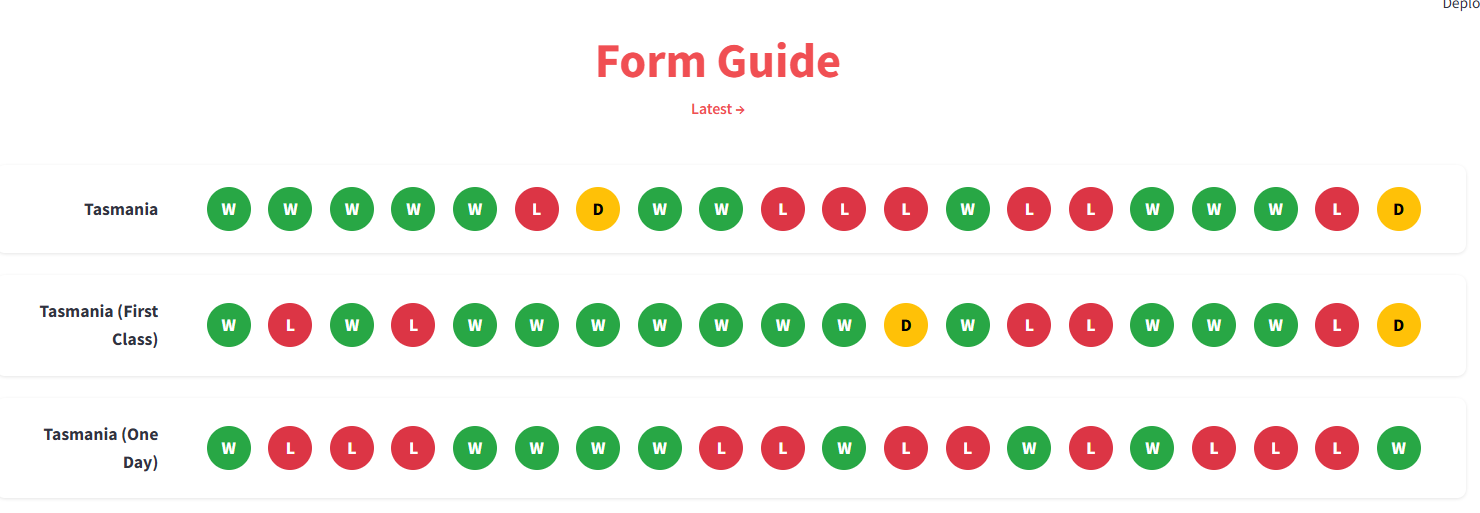 Deplo
Form Guide
Latest →
Tasmania W W W W W L D W W L L L W L L W W W L D
Tasmania (First
Class) W L W L W W W W W W W D W L L W W W L D
Tasmania (One
Day) W L L L W W W W L L W L L W L W L L L W